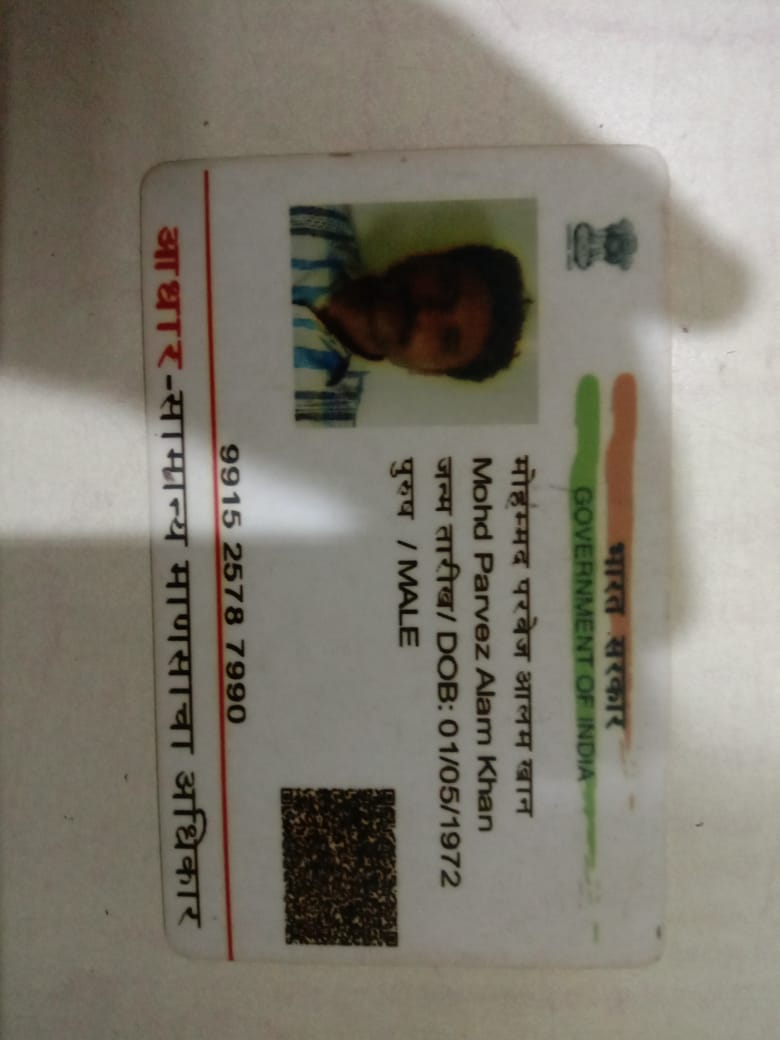 भारत सरकार
GOVERNMENT OF INDIA
मोहम्मद परवेज आलम खान
Mohd Parvez Alam Khan
जन्म तारीख/ DOB: 01/05/1972
पुरुष / MALE
9915 2578 7990
आधार-सामान्य माणसाचा अधिकार